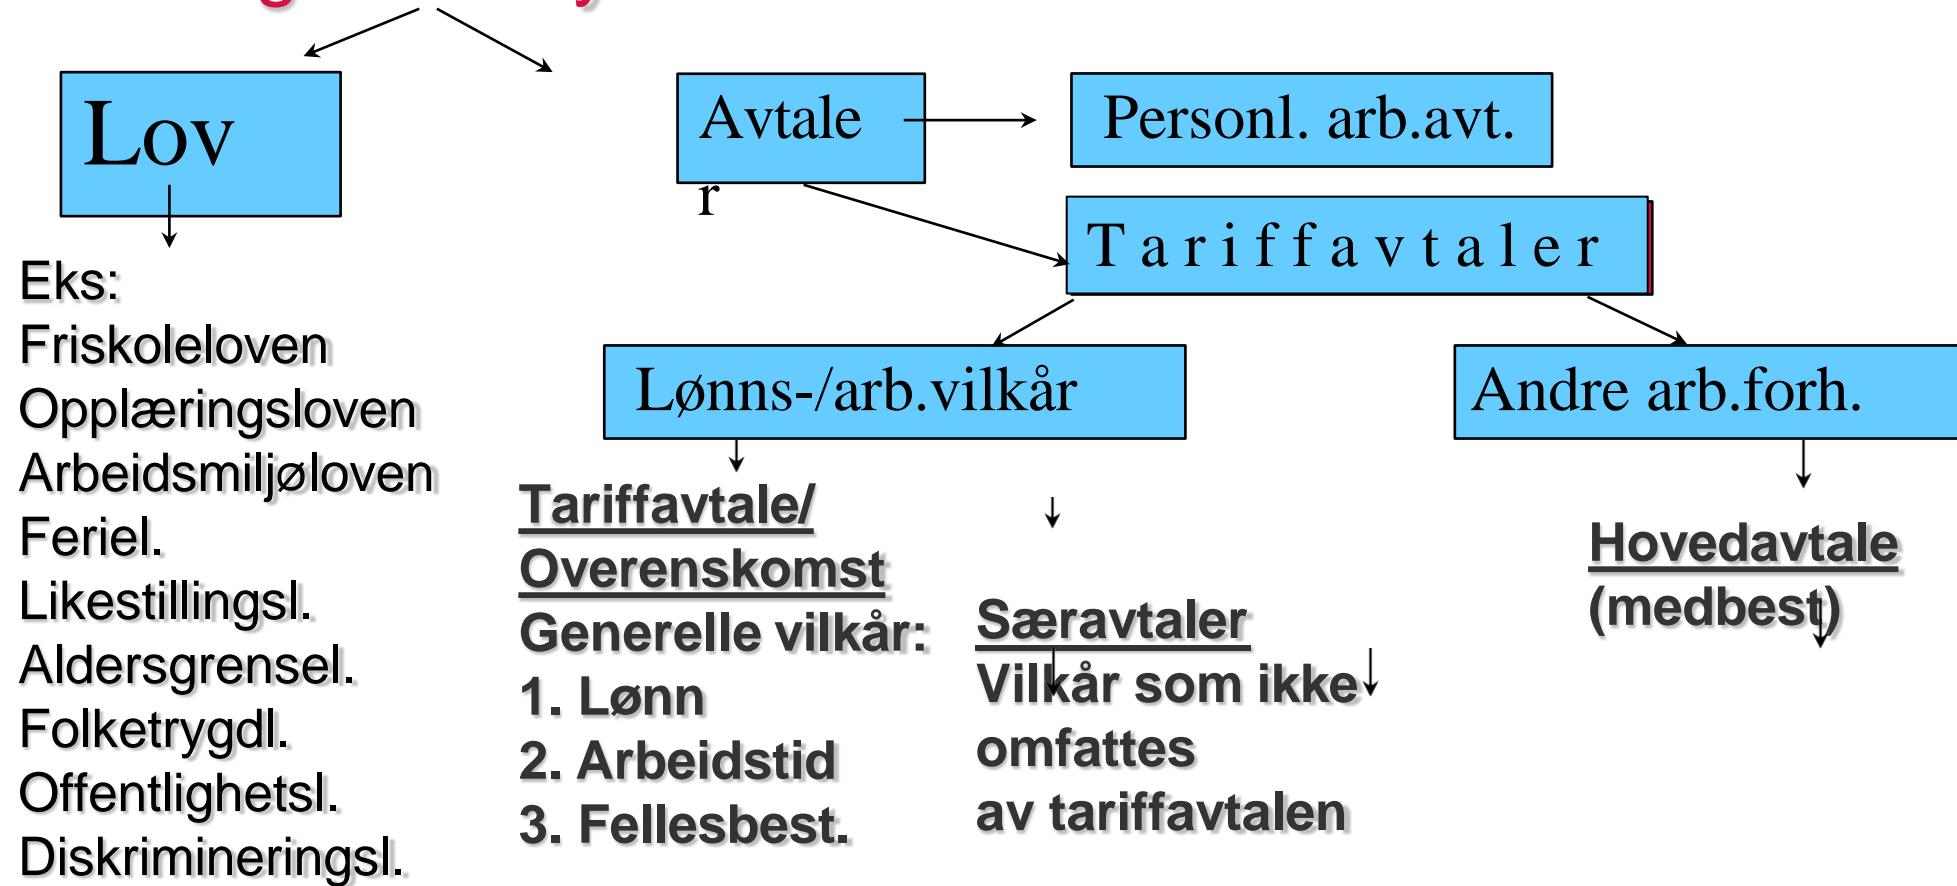 Lov
Eks:
Friskoleloven
Opplæringsloven
Arbeidsmiljøloven
Feriel.
Likestillingsl.
Aldersgrensel.
Folketrygdl.
Offentlighetsl.
Diskrimineringsl.
Avtale
r
Personl. arb.avt.
T a r i f f a v t a l e r
Lønns-/arb.vilkår
Andre arb.forh.
Tariffavtale/
Overenskomst
Generelle vilkår:
1. Lønn
2. Arbeidstid
3. Fellesbest.
Særavtaler
Vilkår som ikke
omfattes
av tariffavtalen
Hovedavtale
(medbest)